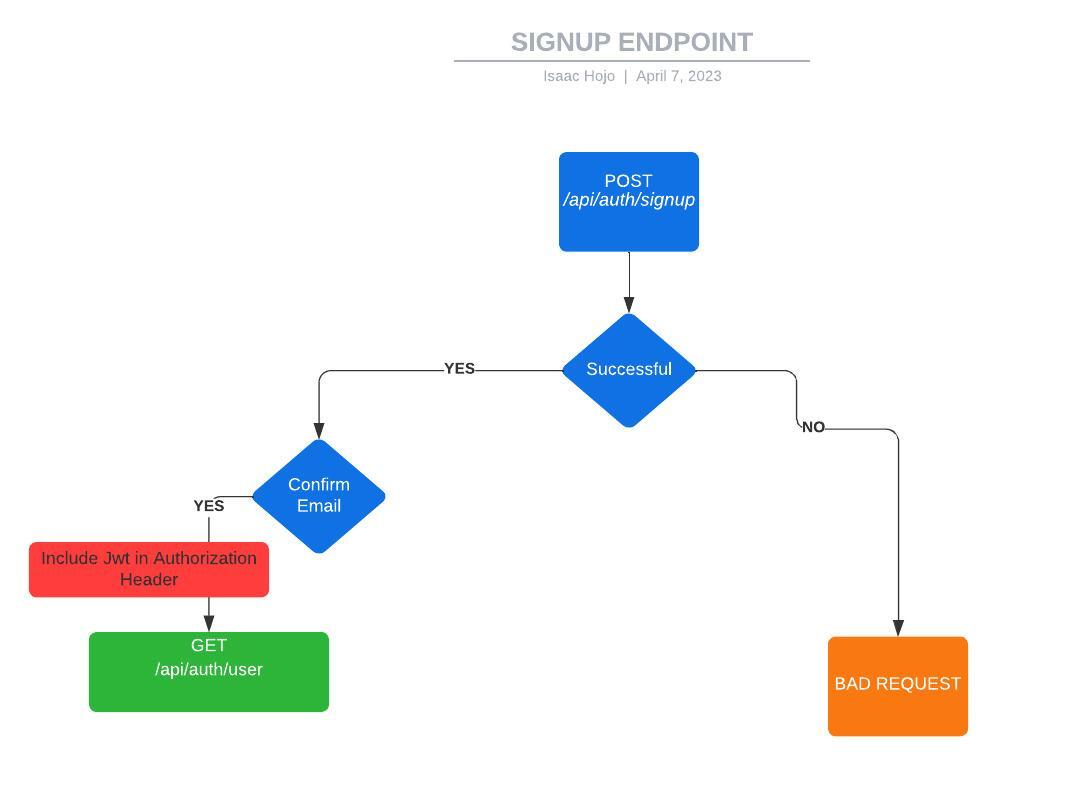 SIGNUP ENDPOINT
Isaac Hojo | April 7, 2023
POST
/api/auth/signup
Successful
YES
NO
Confirm
Email
YES
Include Jwt in Authorization
Header
GET
/api/auth/user
BAD REQUEST